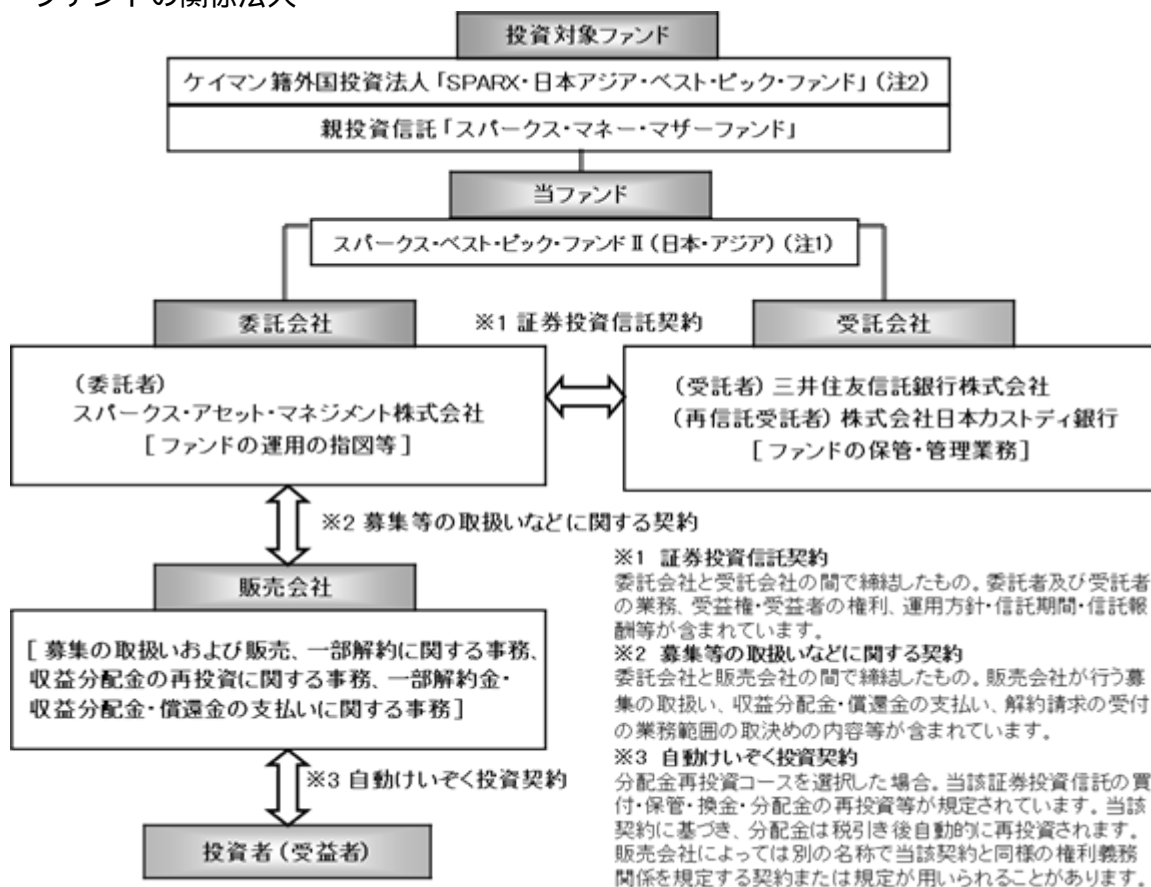 ファンドの関係法人
投資対象ファンド
ケイマン籍外国投資法人「SPARX・日本アジア・ベスト・ピック・ファンド」(注2)
親投資信託「スパークス・マネー・マザーファンド」
当ファンド
スパークス・ベスト・ピック・ファンドⅡ(日本・アジア)(注1)
委託会社
※1 証券投資信託契約
受託会社
(委託者)
スパークス・アセット・マネジメント株式会社
[ファンドの運用の指図等]
(受託者)三井住友信託銀行株式会社
(再信託受託者)株式会社日本カストディ銀行
[ファンドの保管・管理業務]
※2 募集等の取扱いなどに関する契約
販売会社
[募集の取扱いおよび販売、一部解約に関する事務、
収益分配金の再投資に関する事務、一部解約金・
収益分配金・償還金の支払いに関する事務]
※3 自動けいぞく投資契約
投資者(受益者)
※1 証券投資信託契約
委託会社と受託会社の間で締結したもの。委託者及び受託者
の業務、受益権・受益者の権利、運用方針・信託期間・信託報
酬等が含まれています。
※2 募集等の取扱いなどに関する契約
委託会社と販売会社の間で締結したもの。販売会社が行う募
集の取扱い、収益分配金・償還金の支払い、解約請求の受付
の業務範囲の取決めの内容等が含まれています。
※3 自動けいぞく投資契約
分配金再投資コースを選択した場合。当該証券投資信託の買
付・保管・換金・分配金の再投資等が規定されています。当該
契約に基づき、分配金は税引き後自動的に再投資されます。
販売会社によっては別の名称で当該契約と同様の権利義務
関係を規定する契約または規定が用いられることがあります。